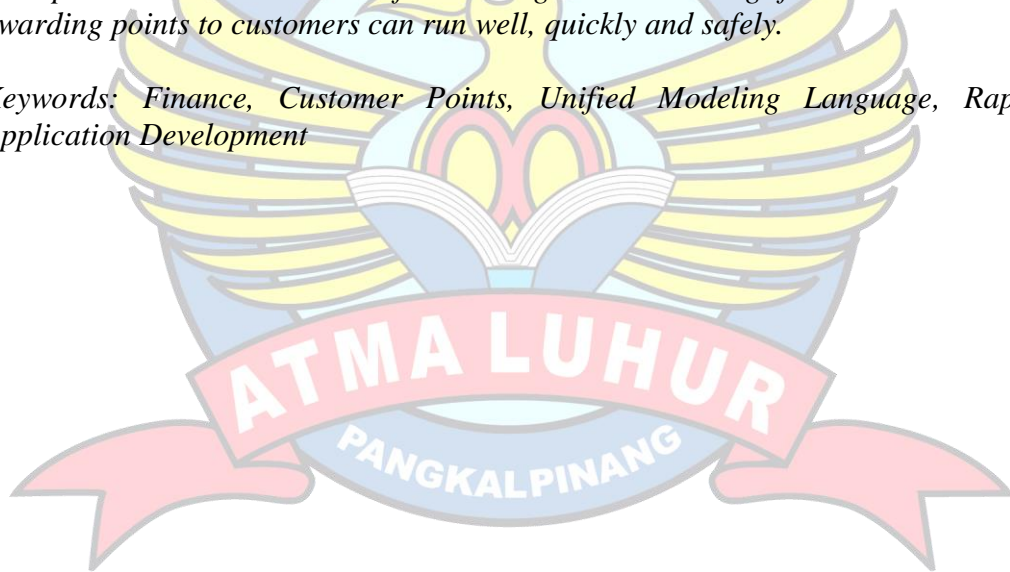 warding points to customers can run well, quickly and safely.
Keywords: Finance, Customer Points, Unified Modeling Language, Rap
pplication Development
ATMA LUHUR
PANGKALPINANG